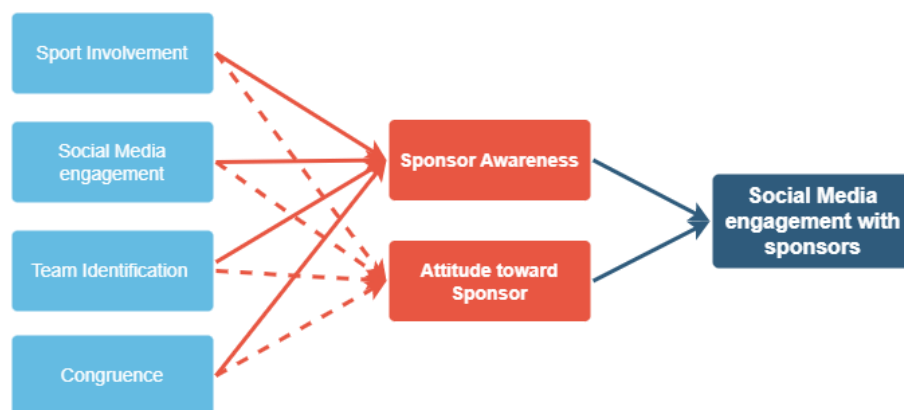 Sport Involvement
Social Media
engagement
Team Identification
Congruence
Sponsor Awareness
Attitude toward
Sponsor
Social Media
engagement with
sponsors